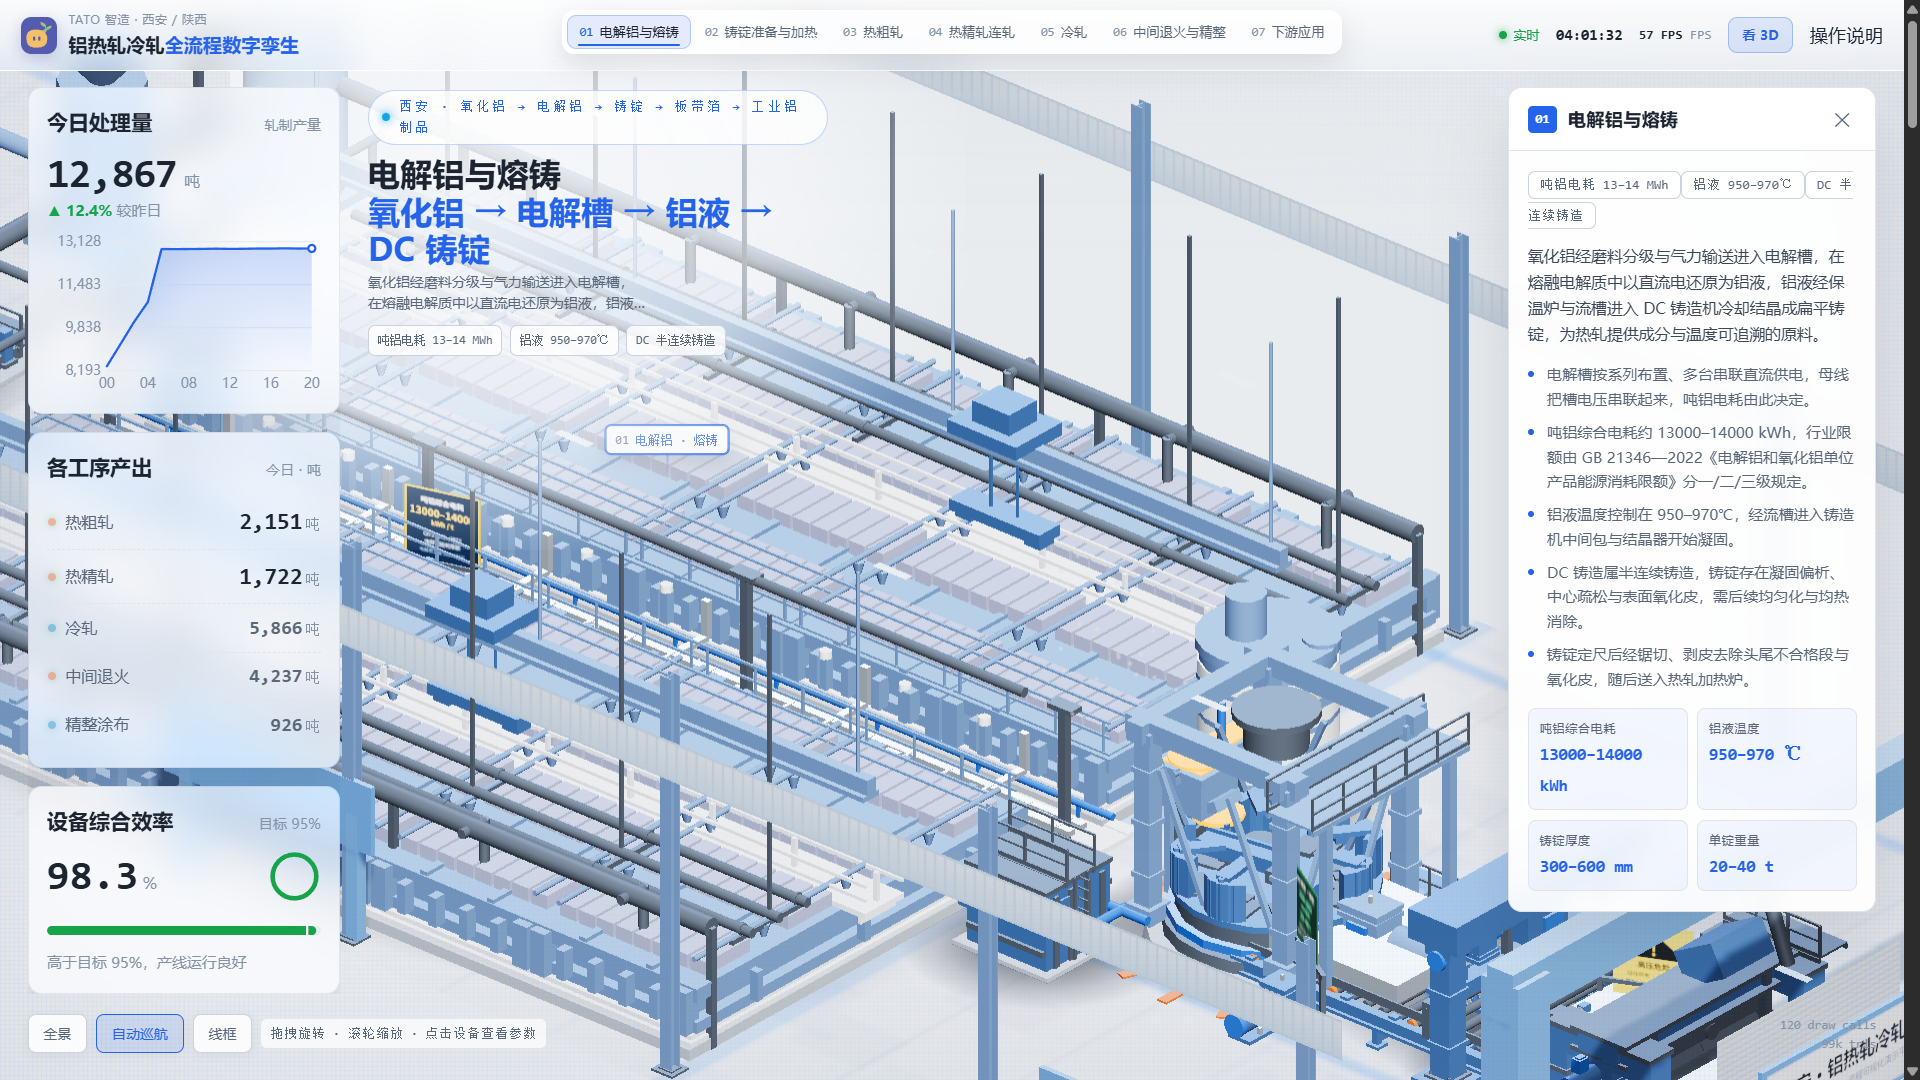 TATO 智造 · 西安 / 陕西
铝热轧冷轧全流程数字孪生
01 电解铝与熔铸
02 铸锭准备与加热
03 热粗轧
04 热精轧连轧
05 冷轧
06 中间退火与精整
07 下游应用
实时
04:01:32
57 FPS FPS
看 3D
操作说明
今日处理量
轧制产量
12,867 吨
▲ 12.4% 较昨日
13,128
11,483
9,838
8,193
00 04 08 12 16 20
各工序产出
今日 · 吨
热粗轧 2,151 吨
热精轧 1,722 吨
冷轧 5,866 吨
中间退火 4,237 吨
精整涂布 926 吨
设备综合效率
目标 95%
98.3 %
高于目标 95%，产线运行良好
全景
自动巡航
线框
拖拽旋转 · 滚轮缩放 · 点击设备查看参数
西安 · 氧化铝 → 电解铝 → 铸锭 → 板带箔 → 工业铝
制品
电解铝与熔铸
氧化铝 → 电解槽 → 铝液 →
DC 铸锭
氧化铝经磨料分级与气力输送进入电解槽，
在熔融电解质中以直流电还原为铝液，铝液…
吨铝电耗 13–14 MWh
铝液 950–970℃
DC 半连续铸造
01 电解铝 · 熔铸
吨铝综合电耗
13000–1400
kWh / t
01 电解铝与熔铸
吨铝电耗 13–14 MWh
铝液 950–970℃
DC 半
连续铸造
氧化铝经磨料分级与气力输送进入电解槽，在
熔融电解质中以直流电还原为铝液，铝液经保
温炉与流槽进入 DC 铸造机冷却结晶成扁平铸
锭，为热轧提供成分与温度可追溯的原料。
电解槽按系列布置、多台串联直流供电，母线
把槽电压串联起来，吨铝电耗由此决定。
吨铝综合电耗约 13000–14000 kWh，行业限
额由 GB 21346—2022《电解铝和氧化铝单位
产品能源消耗限额》分一/二/三级规定。
铝液温度控制在 950–970℃，经流槽进入铸造
机中间包与结晶器开始凝固。
DC 铸造属半连续铸造，铸锭存在凝固偏析、
中心疏松与表面氧化皮，需后续均匀化与均热
消除。
铸锭定尺后经锯切、剥皮去除头尾不合格段与
氧化皮，随后送入热轧加热炉。
吨铝综合电耗
13000–14000
kWh
铝液温度
950–970 ℃
铸锭厚度
300–600 mm
单锭重量
20–40 t
120 draw calls